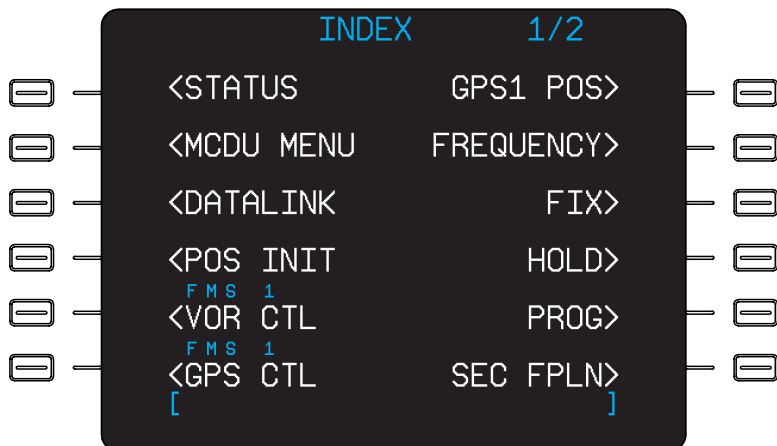 INDEX 1/2
<STATUS GPS1 POS>
<MCDU MENU FREQUENCY>
<DATALINK FIX>
<POS INIT HOLD>
FMS 1
<VOR CTL PROG>
FMS 1
<GPS CTL SEC FPLN>
[ ]